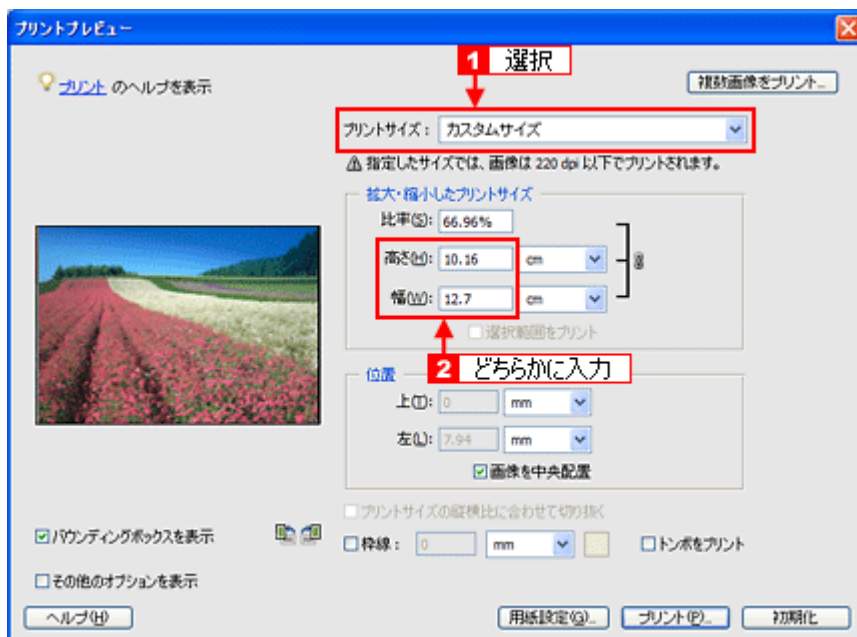 プリントプレビュー
1 選択
プリント のヘルプを表示
複数画像をプリント...
プリントサイズ： カスタムサイズ
指定したサイズでは、画像は 220 dpi 以下でプリントされます。
拡大・縮小したプリントサイズ
比率(S)： 66.96%
高さ(H)： 10.16 cm
幅(W)： 12.7 cm
選択範囲をプリント
2 どちらかに入力
位置
上(T)： 0 mm
左(L)： 7.94 mm
画像を中央配置
プリントサイズの縦横比に合わせて切り抜く
バウンディングボックスを表示
枠線： 0 mm
トンボをプリント
その他のオプションを表示
ヘルプ(H)
用紙設定(G)...
プリント(P)...
初期化